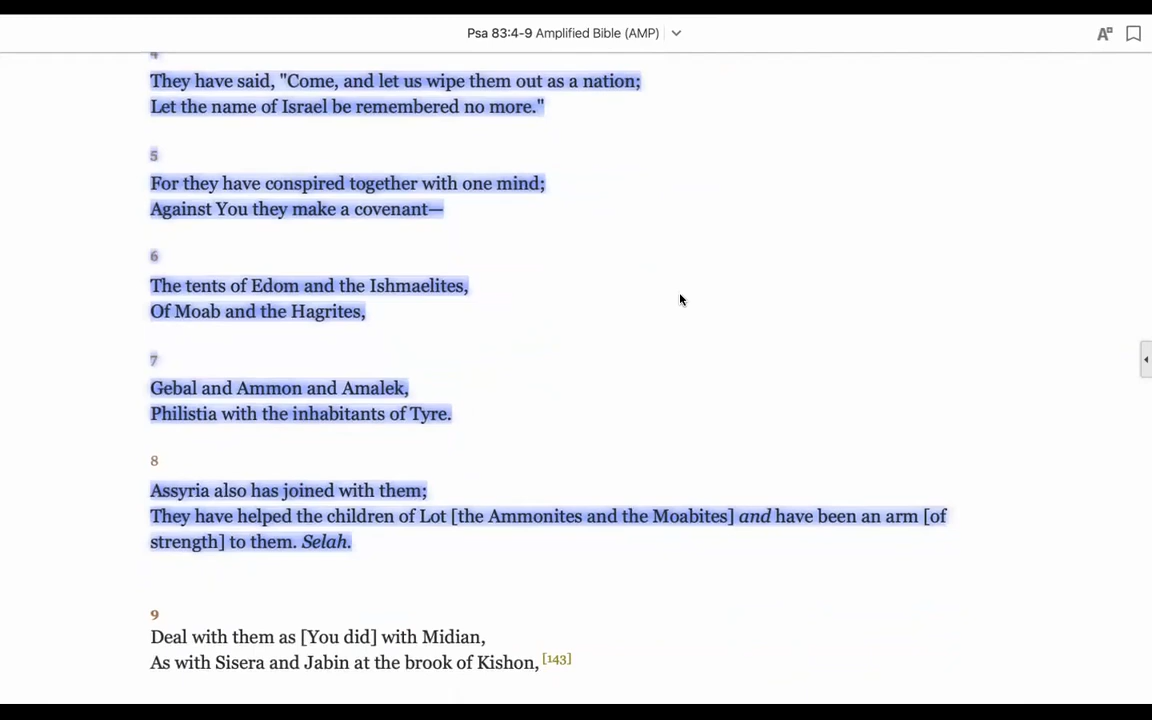 Psa 83:4-9 Amplified Bible (AMP)
A
4
They have said, "Come, and let us wipe them out as a nation;
Let the name of Israel be remembered no more."
5
For they have conspired together with one mind;
Against You they make a covenant—
6
The tents of Edom and the Ishmaelites,
Of Moab and the Hagrites,
7
Gebal and Ammon and Amalek,
Philistia with the inhabitants of Tyre.
8
Assyria also has joined with them;
They have helped the children of Lot [the Ammonites and the Moabites] and have been an arm [of
strength] to them. Selah.
9
Deal with them as [You did] with Midian,
As with Sisera and Jabin at the brook of Kishon, [143]